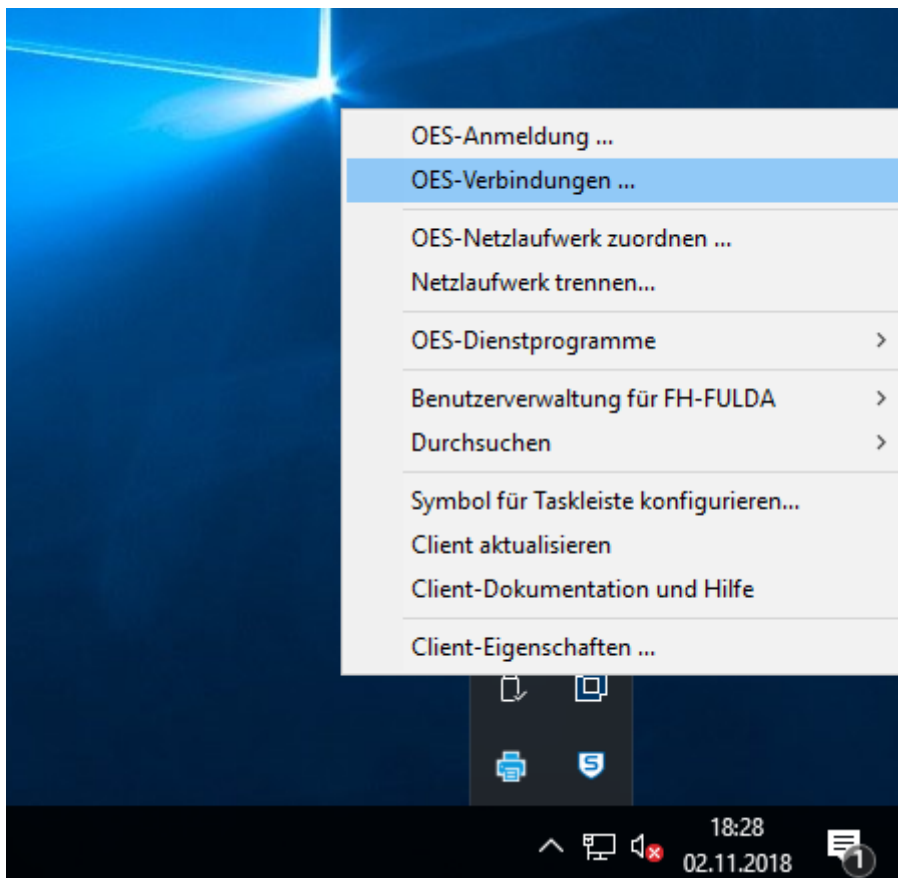 OES-Anmeldung ...
OES-Verbindungen ...
OES-Netzlaufwerk zuordnen ...
Netzlaufwerk trennen...
OES-Dienstprogramme
Benutzerverwaltung für FH-FULDA
Durchsuchen
Symbol für Taskleiste konfigurieren...
Client aktualisieren
Client-Dokumentation und Hilfe
Client-Eigenschaften ...
S
18:28
02.11.2018
1